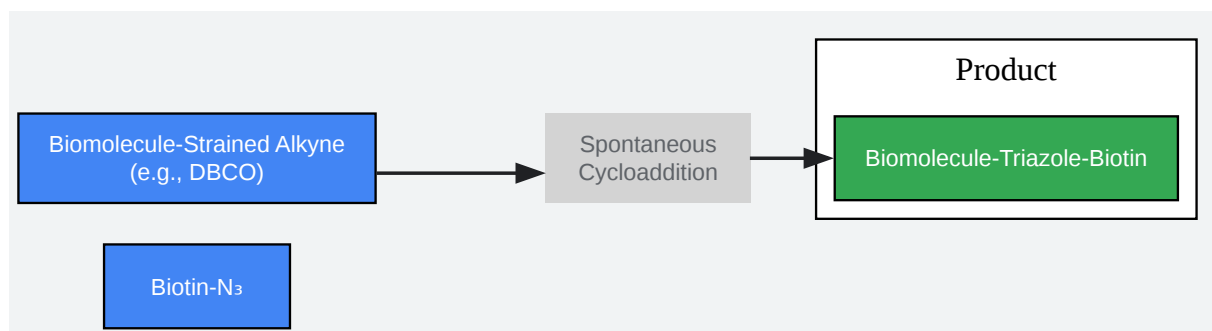 Product
Biomolecule-Strained Alkyne
(e.g., DBCO)
Spontaneous
Cycloaddition
Biomolecule-Triazole-Biotin
Biotin-N₃